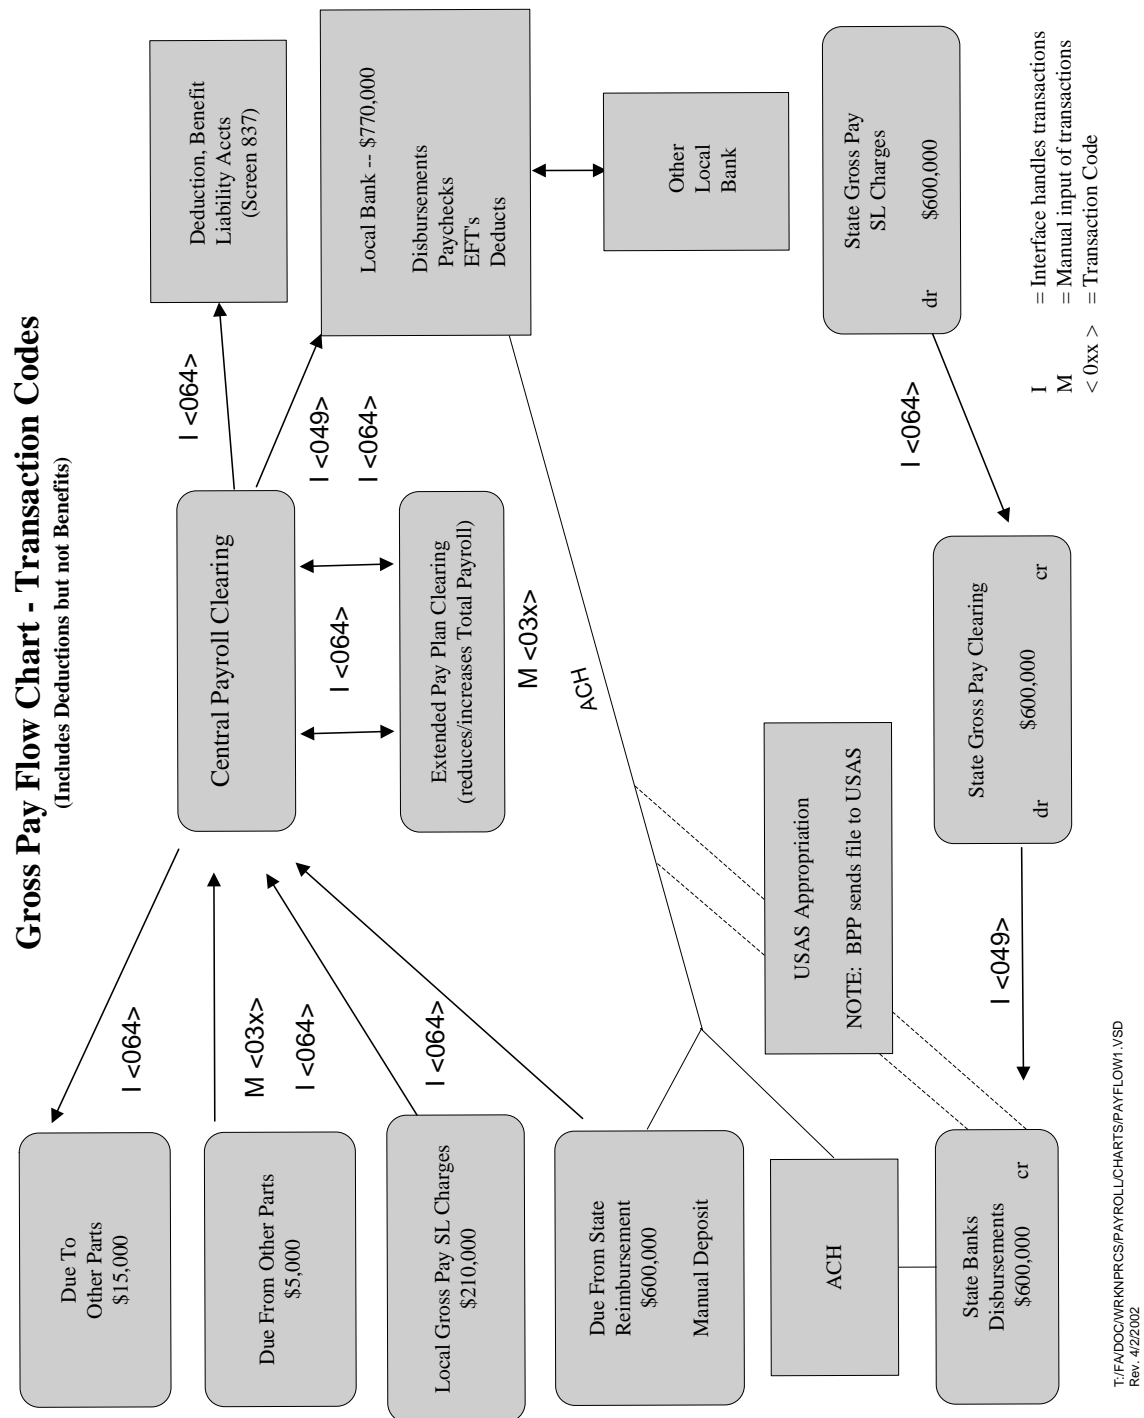 Gross Pay Flow Chart - Transaction Codes
(Includes Deductions but not Benefits)
Due To
Other Parts
$15,000
I <064>
Due From Other Parts
$5,000
M <03x>
I <064>
Local Gross Pay SL Charges
$210,000
I <064>
Due From State
Reimbursement
$600,000
Manual Deposit
ACH
State Banks
Disbursements
$600,000
cr
Central Payroll Clearing
I <064>
Extended Pay Plan Clearing
(reduces/increases Total Payroll)
M <03x>
ACH
USAS Appropriation
NOTE: BPP sends file to USAS
I <049>
State Gross Pay Clearing
dr $600,000 cr
I <064>
Deduction, Benefit
Liability Accts
(Screen 837)
I <049>
I <064>
Local Bank -- $770,000
Disbursements
Paychecks
EFT's
Deducts
Other
Local
Bank
I <064>
State Gross Pay
SL Charges
dr $600,000
I = Interface handles transactions
M = Manual input of transactions
< 0xx > = Transaction Code
T:/FA/DOC/WRKNPRCS/PAYROLL/CHARTS/PAYFLOW1.VSD
Rev. 4/2/2002